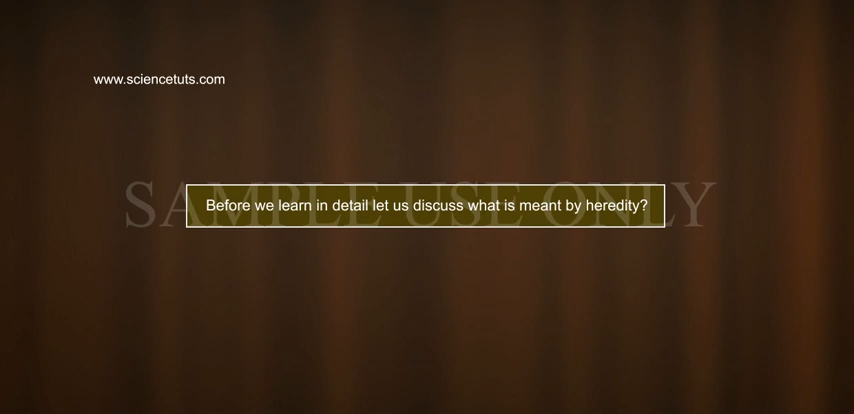 www.sciencetuts.com
SAMPLE USE ONLY
Before we learn in detail let us discuss what is meant by heredity?